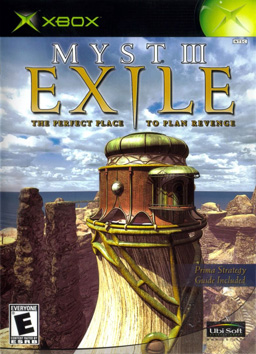 XBOX
MYST III
EXILE
THE PERFECT PLACE TO PLAN REVENGE
Prima Strategy
Guide Included
EVERYONE
E
ESRB
Ubi Soft